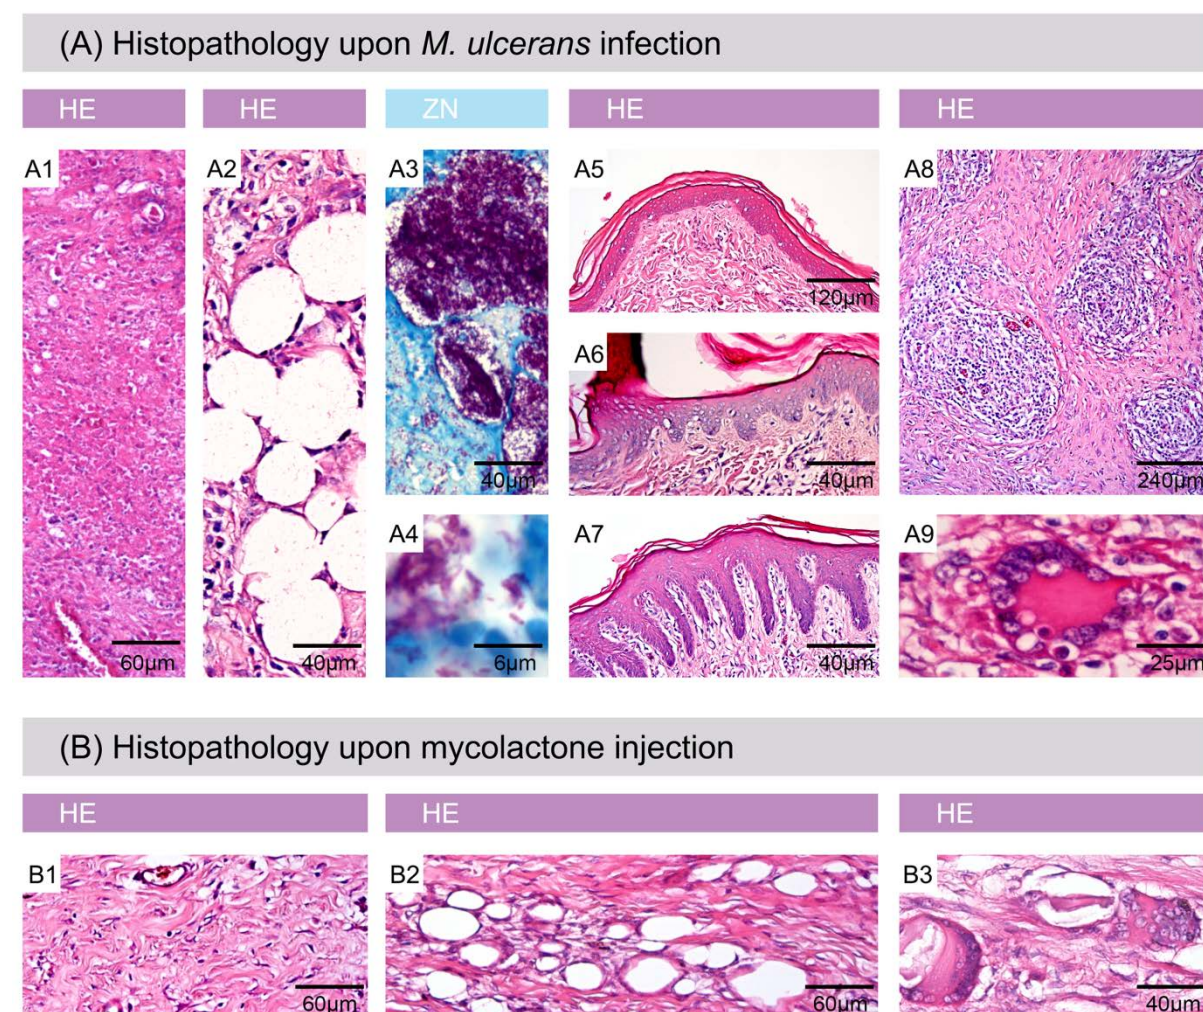 (A) Histopathology upon M. ulcerans infection
HE
HE
ZN
HE
HE
A1
60µm
A2
40µm
A3
40µm
A4
6µm
A5
120µm
A6
40µm
A7
40µm
A8
240µm
A9
25µm
(B) Histopathology upon mycolactone injection
HE
HE
HE
B1
60µm
B2
60µm
B3
40µm